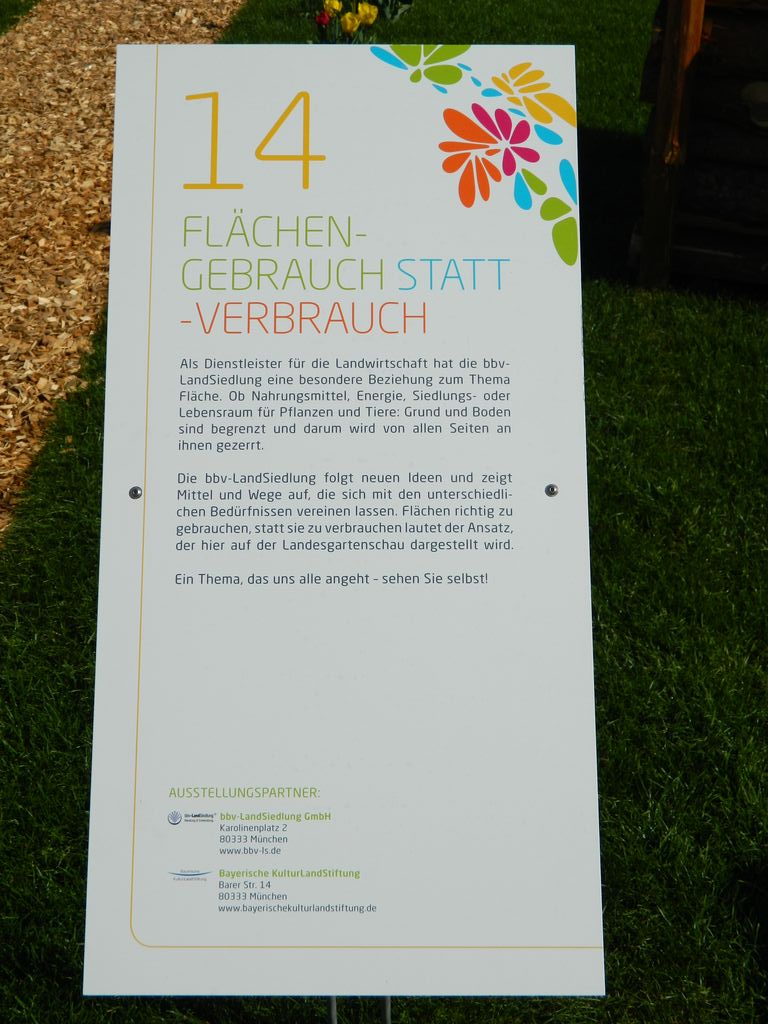 14
FLÄCHEN-
GEBRAUCH STATT
-VERBRAUCH
Als Dienstleister für die Landwirtschaft hat die bbv-
LandSiedlung eine besondere Beziehung zum Thema
Fläche. Ob Nahrungsmittel, Energie, Siedlungs- oder
Lebensraum für Pflanzen und Tiere: Grund und Boden
sind begrenzt und darum wird von allen Seiten an
ihnen gezerrt.
Die bbv-LandSiedlung folgt neuen Ideen und zeigt
Mittel und Wege auf, die sich mit den unterschiedli-
chen Bedürfnissen vereinen lassen. Flächen richtig zu
gebrauchen, statt sie zu verbrauchen lautet der Ansatz,
der hier auf der Landesgartenschau dargestellt wird.
Ein Thema, das uns alle angeht – sehen Sie selbst!
AUSSTELLUNGSPARTNER:
bbv-LandSiedlung
bbv-LandSiedlung GmbH
Karolinenplatz 2
80333 München
www.bbv-ls.de
Bayerische
KulturLandStiftung
Bayerische KulturLandStiftung
Barer Str. 14
80333 München
www.bayerischekulturlandstiftung.de